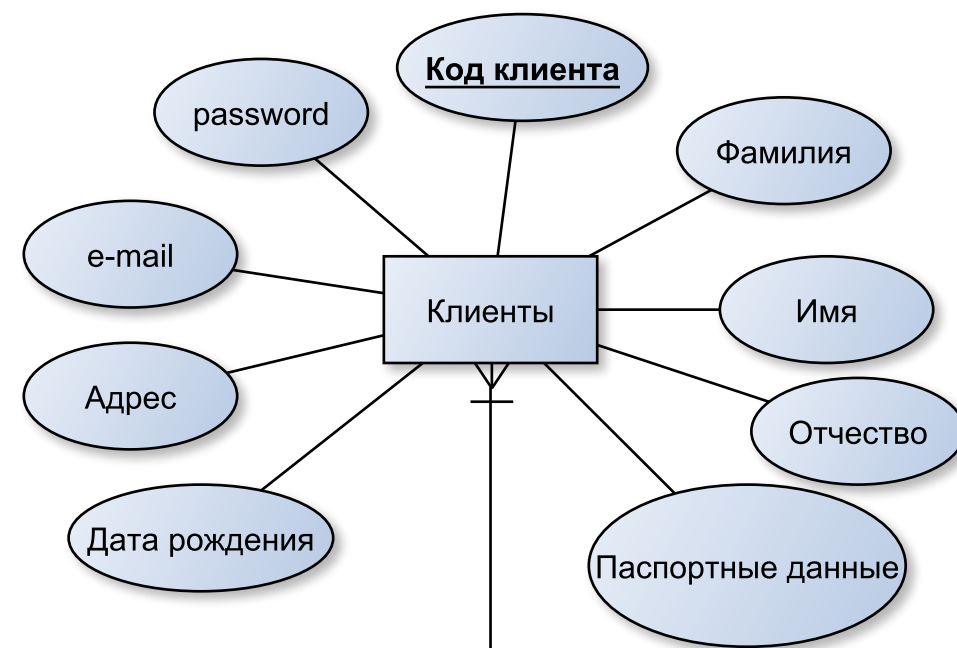 Код клиента
password
Фамилия
e-mail
Клиенты
Имя
Адрес
Отчество
Дата рождения
Паспортные данные